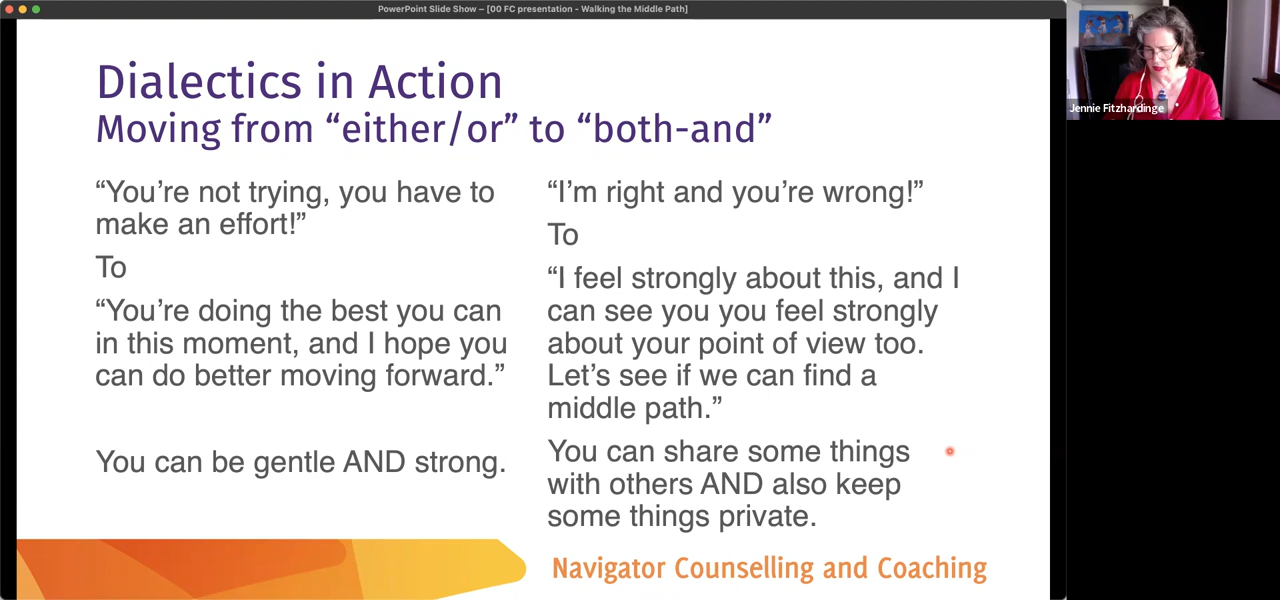 PowerPoint Slide Show – [00 FC presentation - Walking the Middle Path]
Jennie Fitzhardinge
Dialectics in Action
Moving from “either/or” to “both-and”
“You’re not trying, you have to
make an effort!”
To
“You’re doing the best you can
in this moment, and I hope you
can do better moving forward.”
You can be gentle AND strong.
“I’m right and you’re wrong!”
To
“I feel strongly about this, and I
can see you you feel strongly
about your point of view too.
Let’s see if we can find a
middle path.”
You can share some things
with others AND also keep
some things private.
Navigator Counselling and Coaching